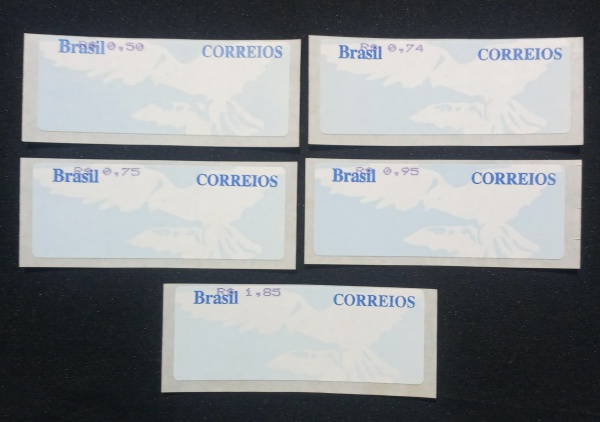 Brasil R$ 0,50 CORREIOS
Brasil R$ 0,74 CORREIOS
Brasil R$ 0,75 CORREIOS
Brasil R$ 0,95 CORREIOS
Brasil R$ 1,85 CORREIOS